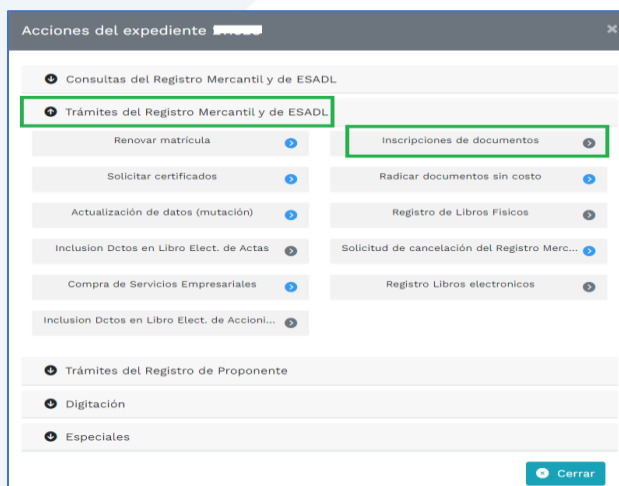 Acciones del expediente
Consultas del Registro Mercantil y de ESADL
Trámites del Registro Mercantil y de ESADL
Renovar matrícula
Inscripciones de documentos
Solicitar certificados
Radicar documentos sin costo
Actualización de datos (mutación)
Registro de Libros Físicos
Inclusion Dctos en Libro Elect. de Actas
Solicitud de cancelación del Registro Merc...
Compra de Servicios Empresariales
Registro Libros electronicos
Inclusion Dctos en Libro Elect. de Accioni...
Trámites del Registro de Proponente
Digitación
Especiales
Cerrar